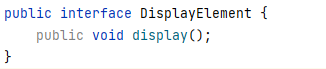 public interface DisplayElement {
    public void display();
}